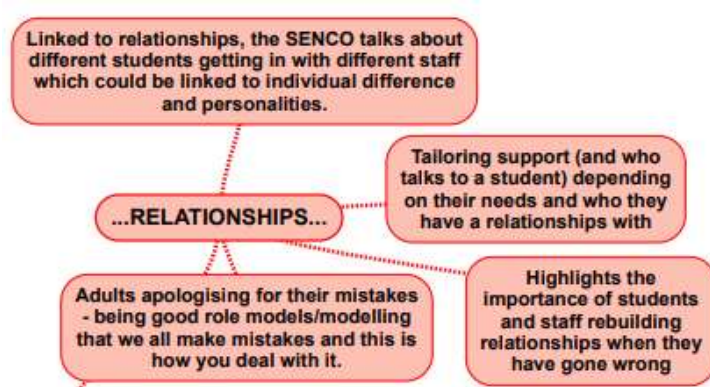 Linked to relationships, the SENCO talks about
different students getting in with different staff
which could be linked to individual difference
and personalities.
Tailoring support (and who
talks to a student) depending
on their needs and who they
have a relationships with
...RELATIONSHIPS...
Adults apologising for their mistakes
- being good role models/modelling
that we all make mistakes and this is
how you deal with it.
Highlights the
importance of students
and staff rebuilding
relationships when they
have gone wrong